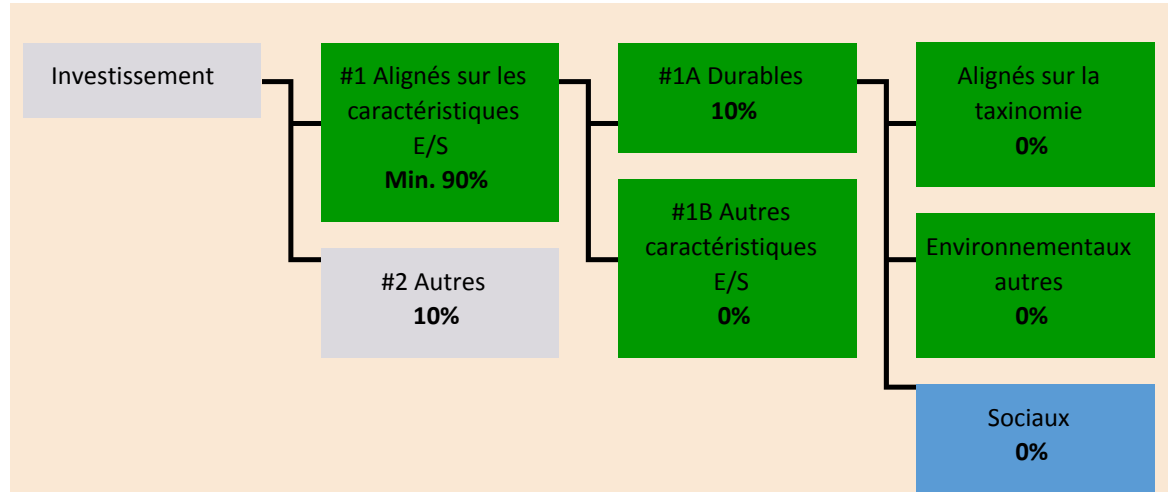 Investissement
#1 Alignés sur les
caractéristiques
E/S
Min. 90%
#2 Autres
10%
#1A Durables
10%
#1B Autres
caractéristiques
E/S
0%
Alignés sur la
taxinomie
0%
Environnementaux
autres
0%
Sociaux
0%